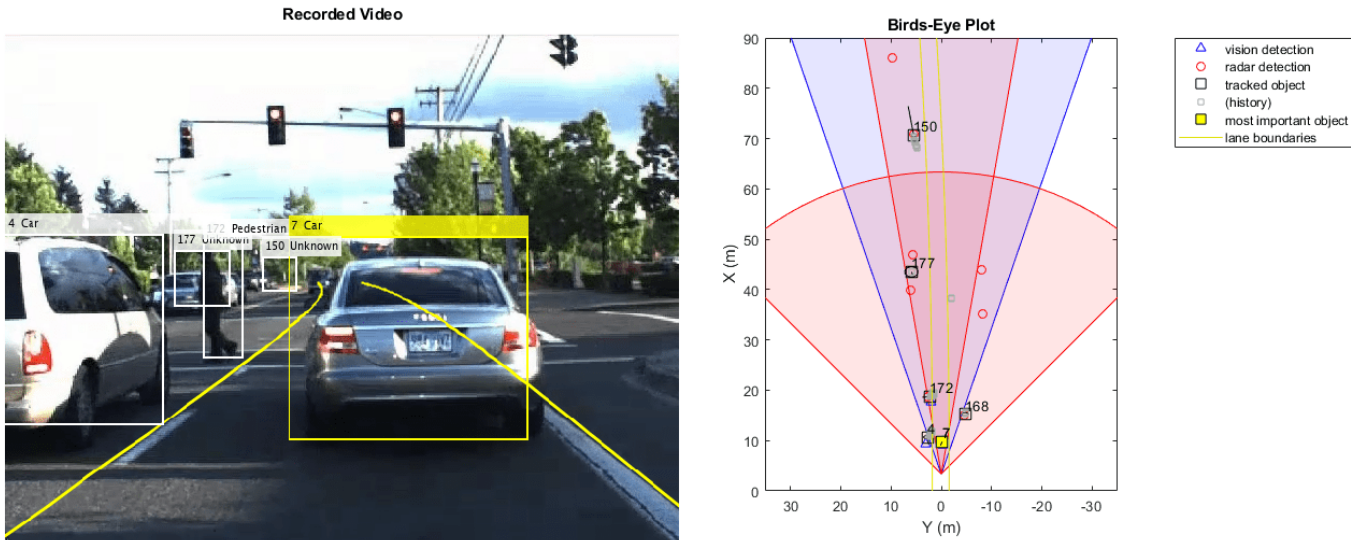 Recorded Video
4 Car
172 Pedestrian
7 Car
177 Unknown
150 Unknown
Birds-Eye Plot
X (m)
90
80
70
60
50
40
30
20
10
0
150
177
172
168
4
7
30
20
10
0
-10
-20
-30
Y (m)
vision detection
radar detection
tracked object
(history)
most important object
lane boundaries